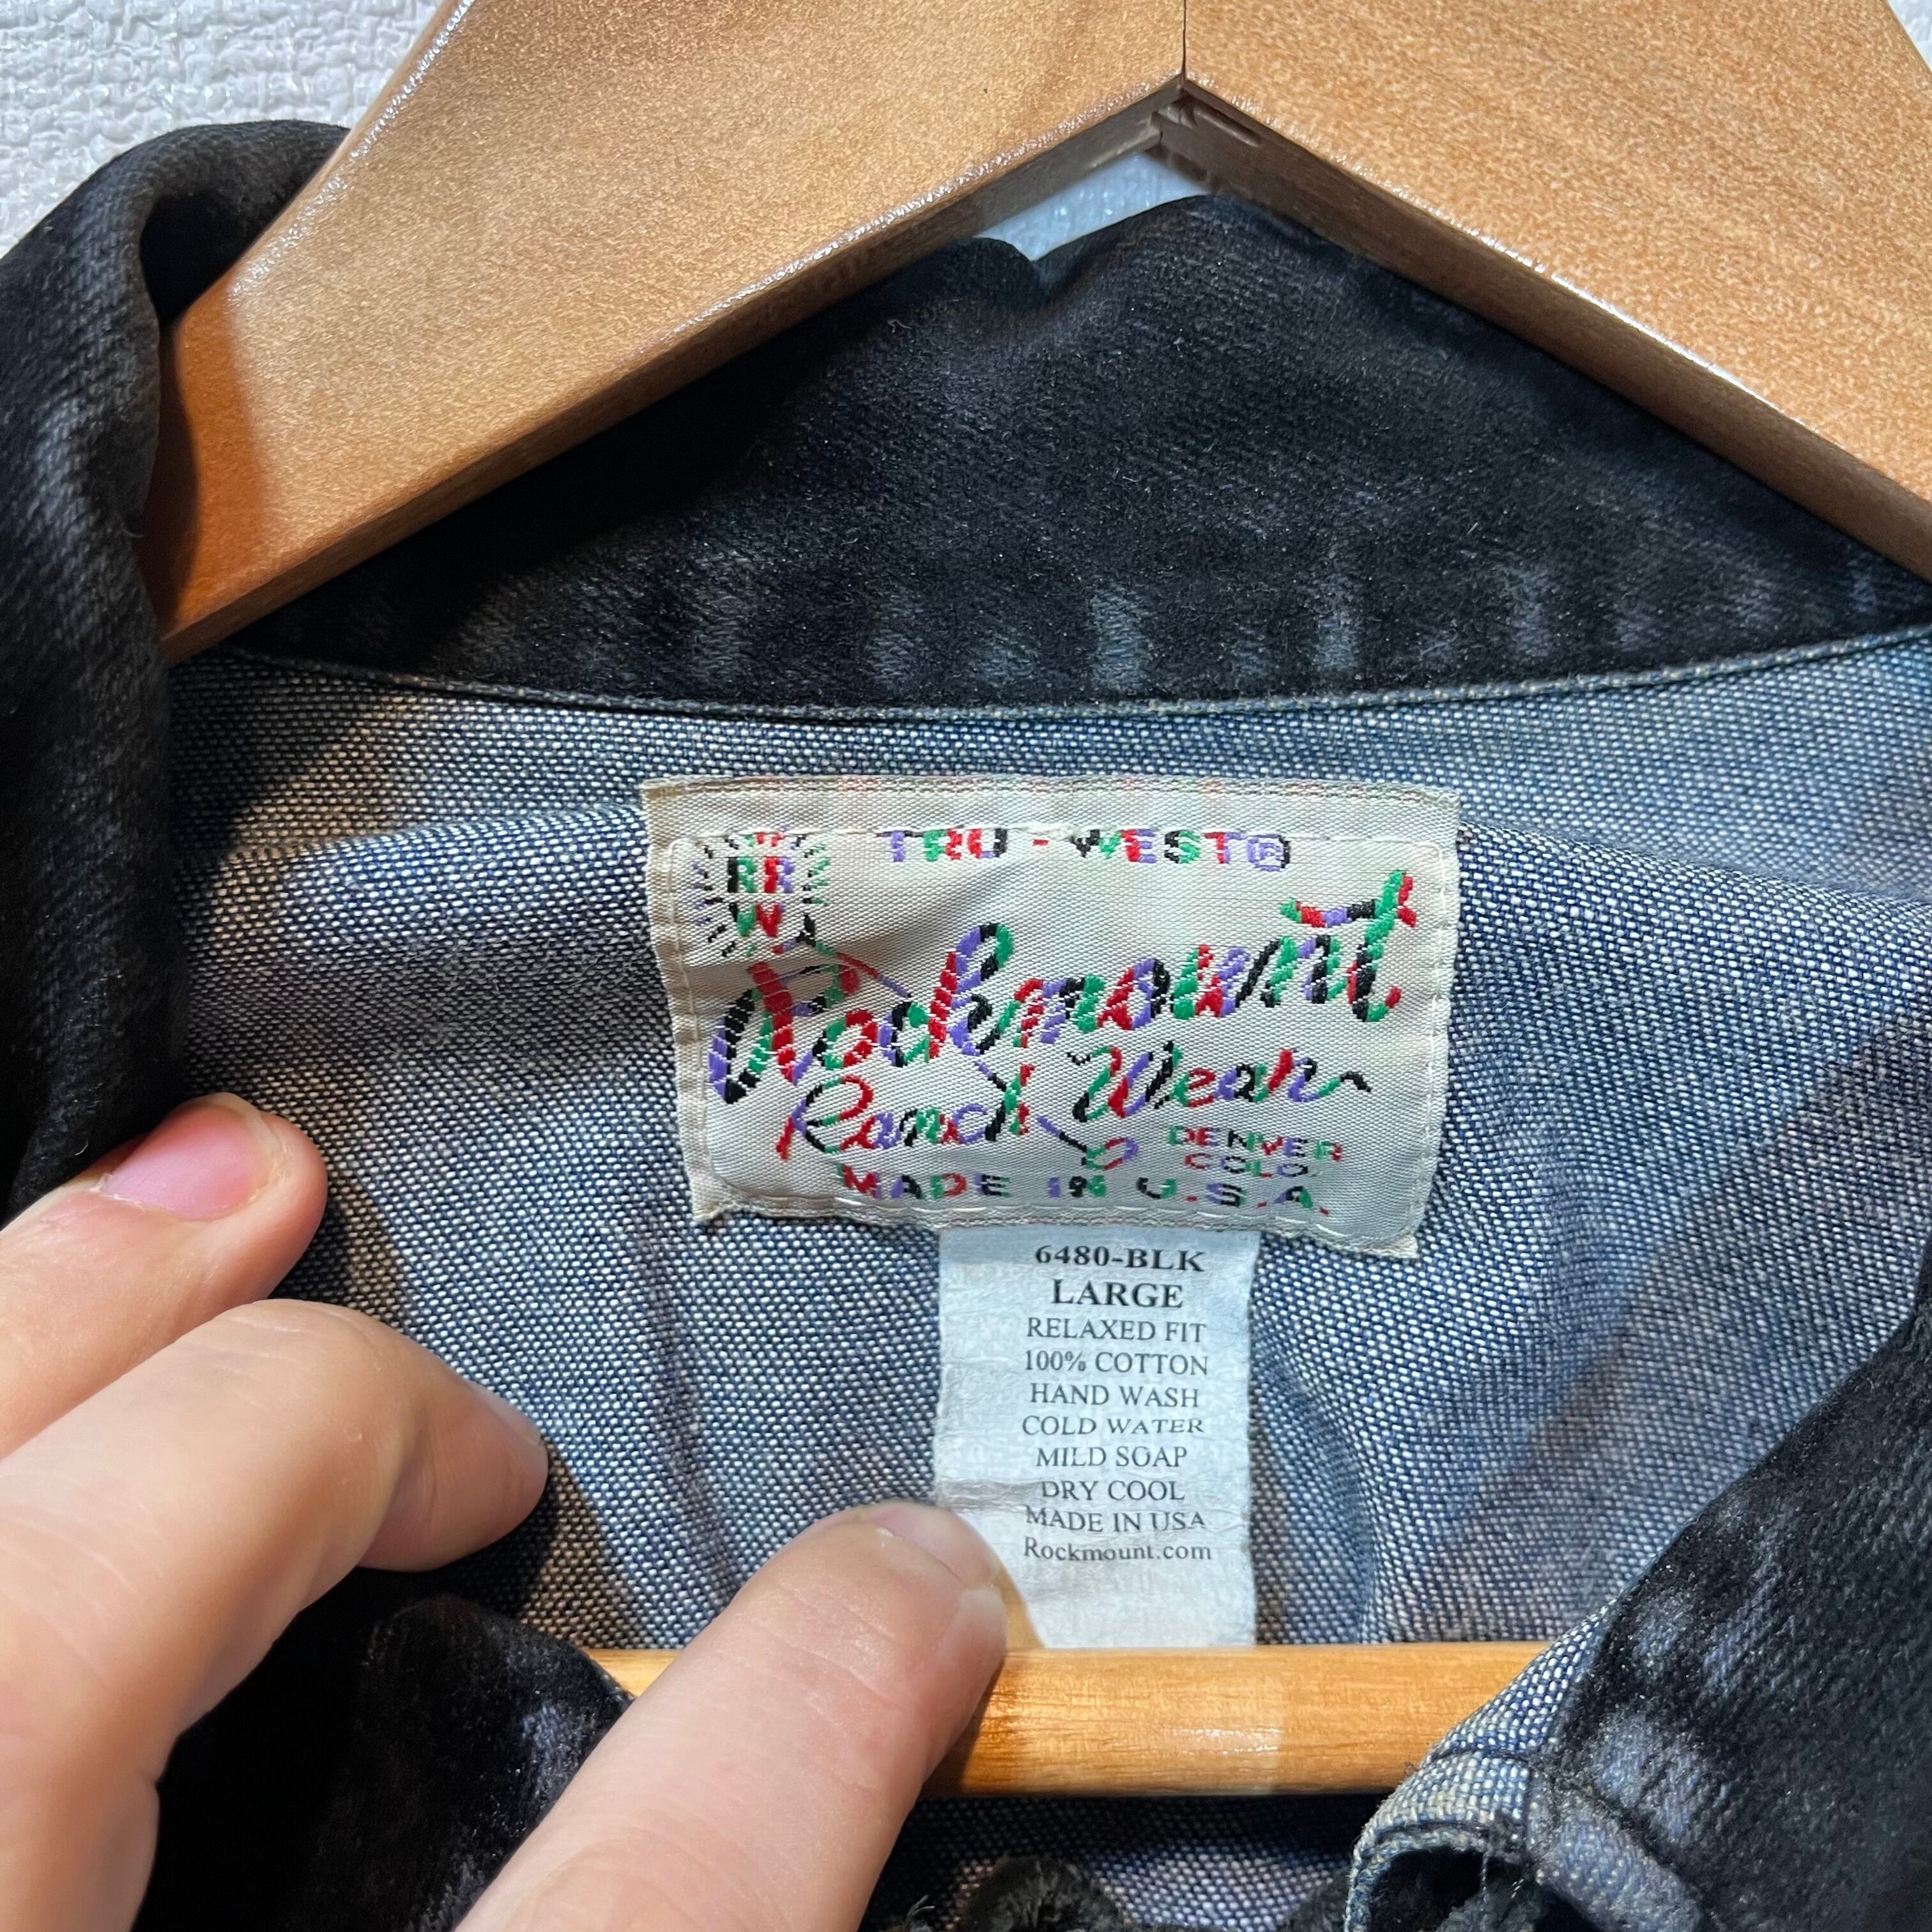 TRU-WEST®
RR
W
Rockmount
Ranch Wear
DENVER
COLO.
MADE IN U.S.A.
6480-BLK
LARGE
RELAXED FIT
100% COTTON
HAND WASH
COLD WATER
MILD SOAP
DRY COOL
MADE IN USA
Rockmount.com